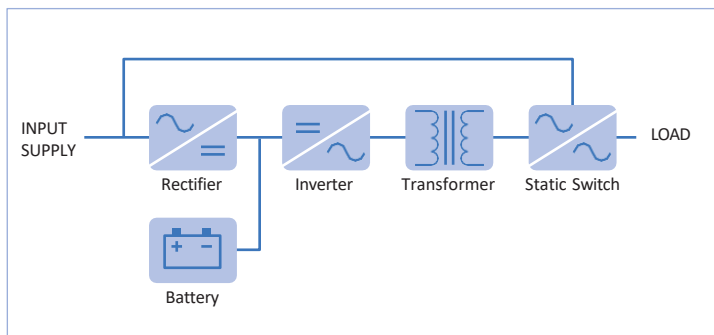 INPUT
SUPPLY
LOAD
Rectifier
Inverter
Transformer
Static Switch
+ −
Battery